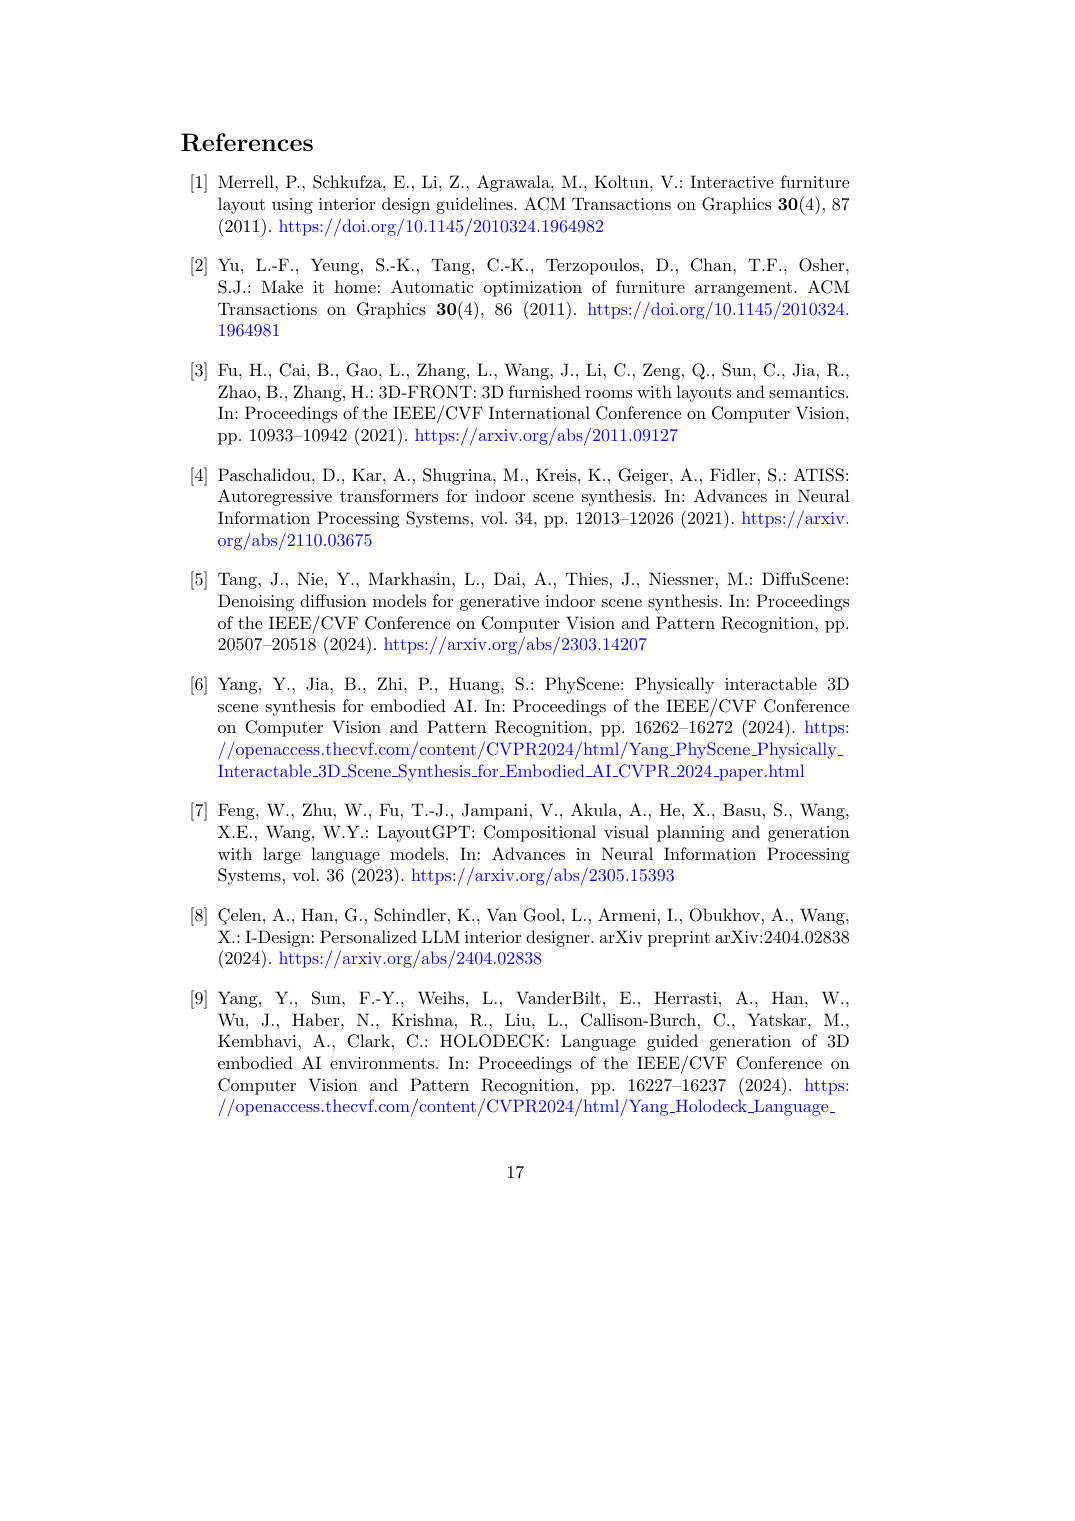 References
[1] Merrell, P., Schkufza, E., Li, Z., Agrawala, M., Koltun, V.: Interactive furniture
layout using interior design guidelines. ACM Transactions on Graphics 30(4), 87
(2011). https://doi.org/10.1145/2010324.1964982
[2] Yu, L.-F., Yeung, S.-K., Tang, C.-K., Terzopoulos, D., Chan, T.F., Osher,
S.J.: Make it home: Automatic optimization of furniture arrangement. ACM
Transactions on Graphics 30(4), 86 (2011). https://doi.org/10.1145/2010324.
1964981
[3] Fu, H., Cai, B., Gao, L., Zhang, L., Wang, J., Li, C., Zeng, Q., Sun, C., Jia, R.,
Zhao, B., Zhang, H.: 3D-FRONT: 3D furnished rooms with layouts and semantics.
In: Proceedings of the IEEE/CVF International Conference on Computer Vision,
pp. 10933–10942 (2021). https://arxiv.org/abs/2011.09127
[4] Paschalidou, D., Kar, A., Shugrina, M., Kreis, K., Geiger, A., Fidler, S.: ATISS:
Autoregressive transformers for indoor scene synthesis. In: Advances in Neural
Information Processing Systems, vol. 34, pp. 12013–12026 (2021). https://arxiv.
org/abs/2110.03675
[5] Tang, J., Nie, Y., Markhasin, L., Dai, A., Thies, J., Niessner, M.: DiffuScene:
Denoising diffusion models for generative indoor scene synthesis. In: Proceedings
of the IEEE/CVF Conference on Computer Vision and Pattern Recognition, pp.
20507–20518 (2024). https://arxiv.org/abs/2303.14207
[6] Yang, Y., Jia, B., Zhi, P., Huang, S.: PhyScene: Physically interactable 3D
scene synthesis for embodied AI. In: Proceedings of the IEEE/CVF Conference
on Computer Vision and Pattern Recognition, pp. 16262–16272 (2024). https:
//openaccess.thecvf.com/content/CVPR2024/html/Yang_PhyScene_Physically_
Interactable_3D_Scene_Synthesis_for_Embodied_AI_CVPR_2024_paper.html
[7] Feng, W., Zhu, W., Fu, T.-J., Jampani, V., Akula, A., He, X., Basu, S., Wang,
X.E., Wang, W.Y.: LayoutGPT: Compositional visual planning and generation
with large language models. In: Advances in Neural Information Processing
Systems, vol. 36 (2023). https://arxiv.org/abs/2305.15393
[8] Çelen, A., Han, G., Schindler, K., Van Gool, L., Armeni, I., Obukhov, A., Wang,
X.: I-Design: Personalized LLM interior designer. arXiv preprint arXiv:2404.02838
(2024). https://arxiv.org/abs/2404.02838
[9] Yang, Y., Sun, F.-Y., Weihs, L., VanderBilt, E., Herrasti, A., Han, W.,
Wu, J., Haber, N., Krishna, R., Liu, L., Callison-Burch, C., Yatskar, M.,
Kembhavi, A., Clark, C.: HOLODECK: Language guided generation of 3D
embodied AI environments. In: Proceedings of the IEEE/CVF Conference on
Computer Vision and Pattern Recognition, pp. 16227–16237 (2024). https:
//openaccess.thecvf.com/content/CVPR2024/html/Yang_Holodeck_Language_
17